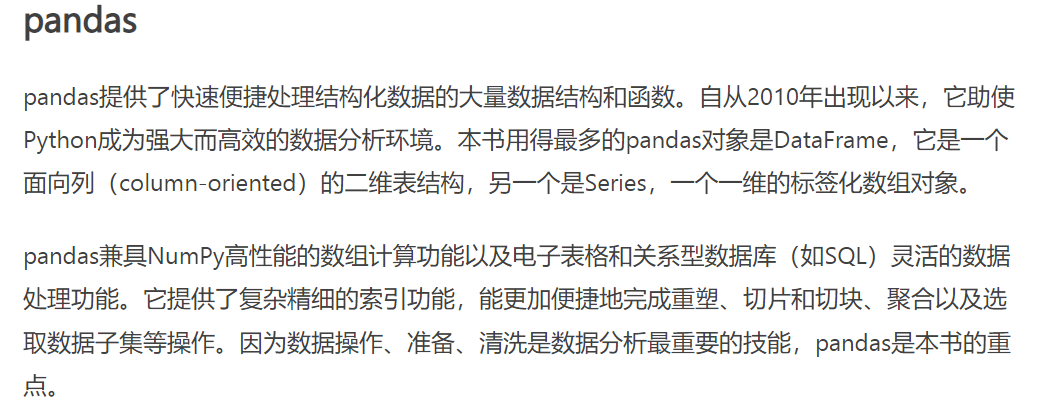 pandas
pandas提供了快速便捷处理结构化数据的大量数据结构和函数。自从2010年出现以来，它助使
Python成为强大而高效的数据分析环境。本书用得最多的pandas对象是DataFrame，它是一个
面向列（column-oriented）的二维表结构，另一个是Series，一个一维的标签化数组对象。
pandas兼具NumPy高性能的数组计算功能以及电子表格和关系型数据库（如SQL）灵活的数据
处理功能。它提供了复杂精细的索引功能，能更加便捷地完成重塑、切片和切块、聚合以及选
取数据子集等操作。因为数据操作、准备、清洗是数据分析最重要的技能，pandas是本书的重
点。